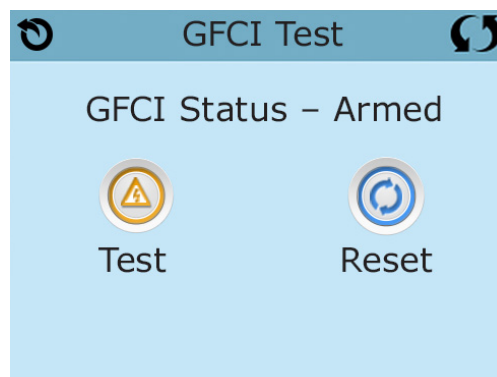 GFCI Test
GFCI Status – Armed
Test
Reset